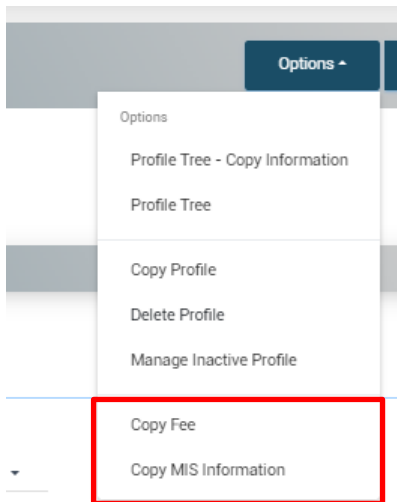 Options
Options
Profile Tree - Copy Information
Profile Tree
Copy Profile
Delete Profile
Manage Inactive Profile
Copy Fee
Copy MIS Information